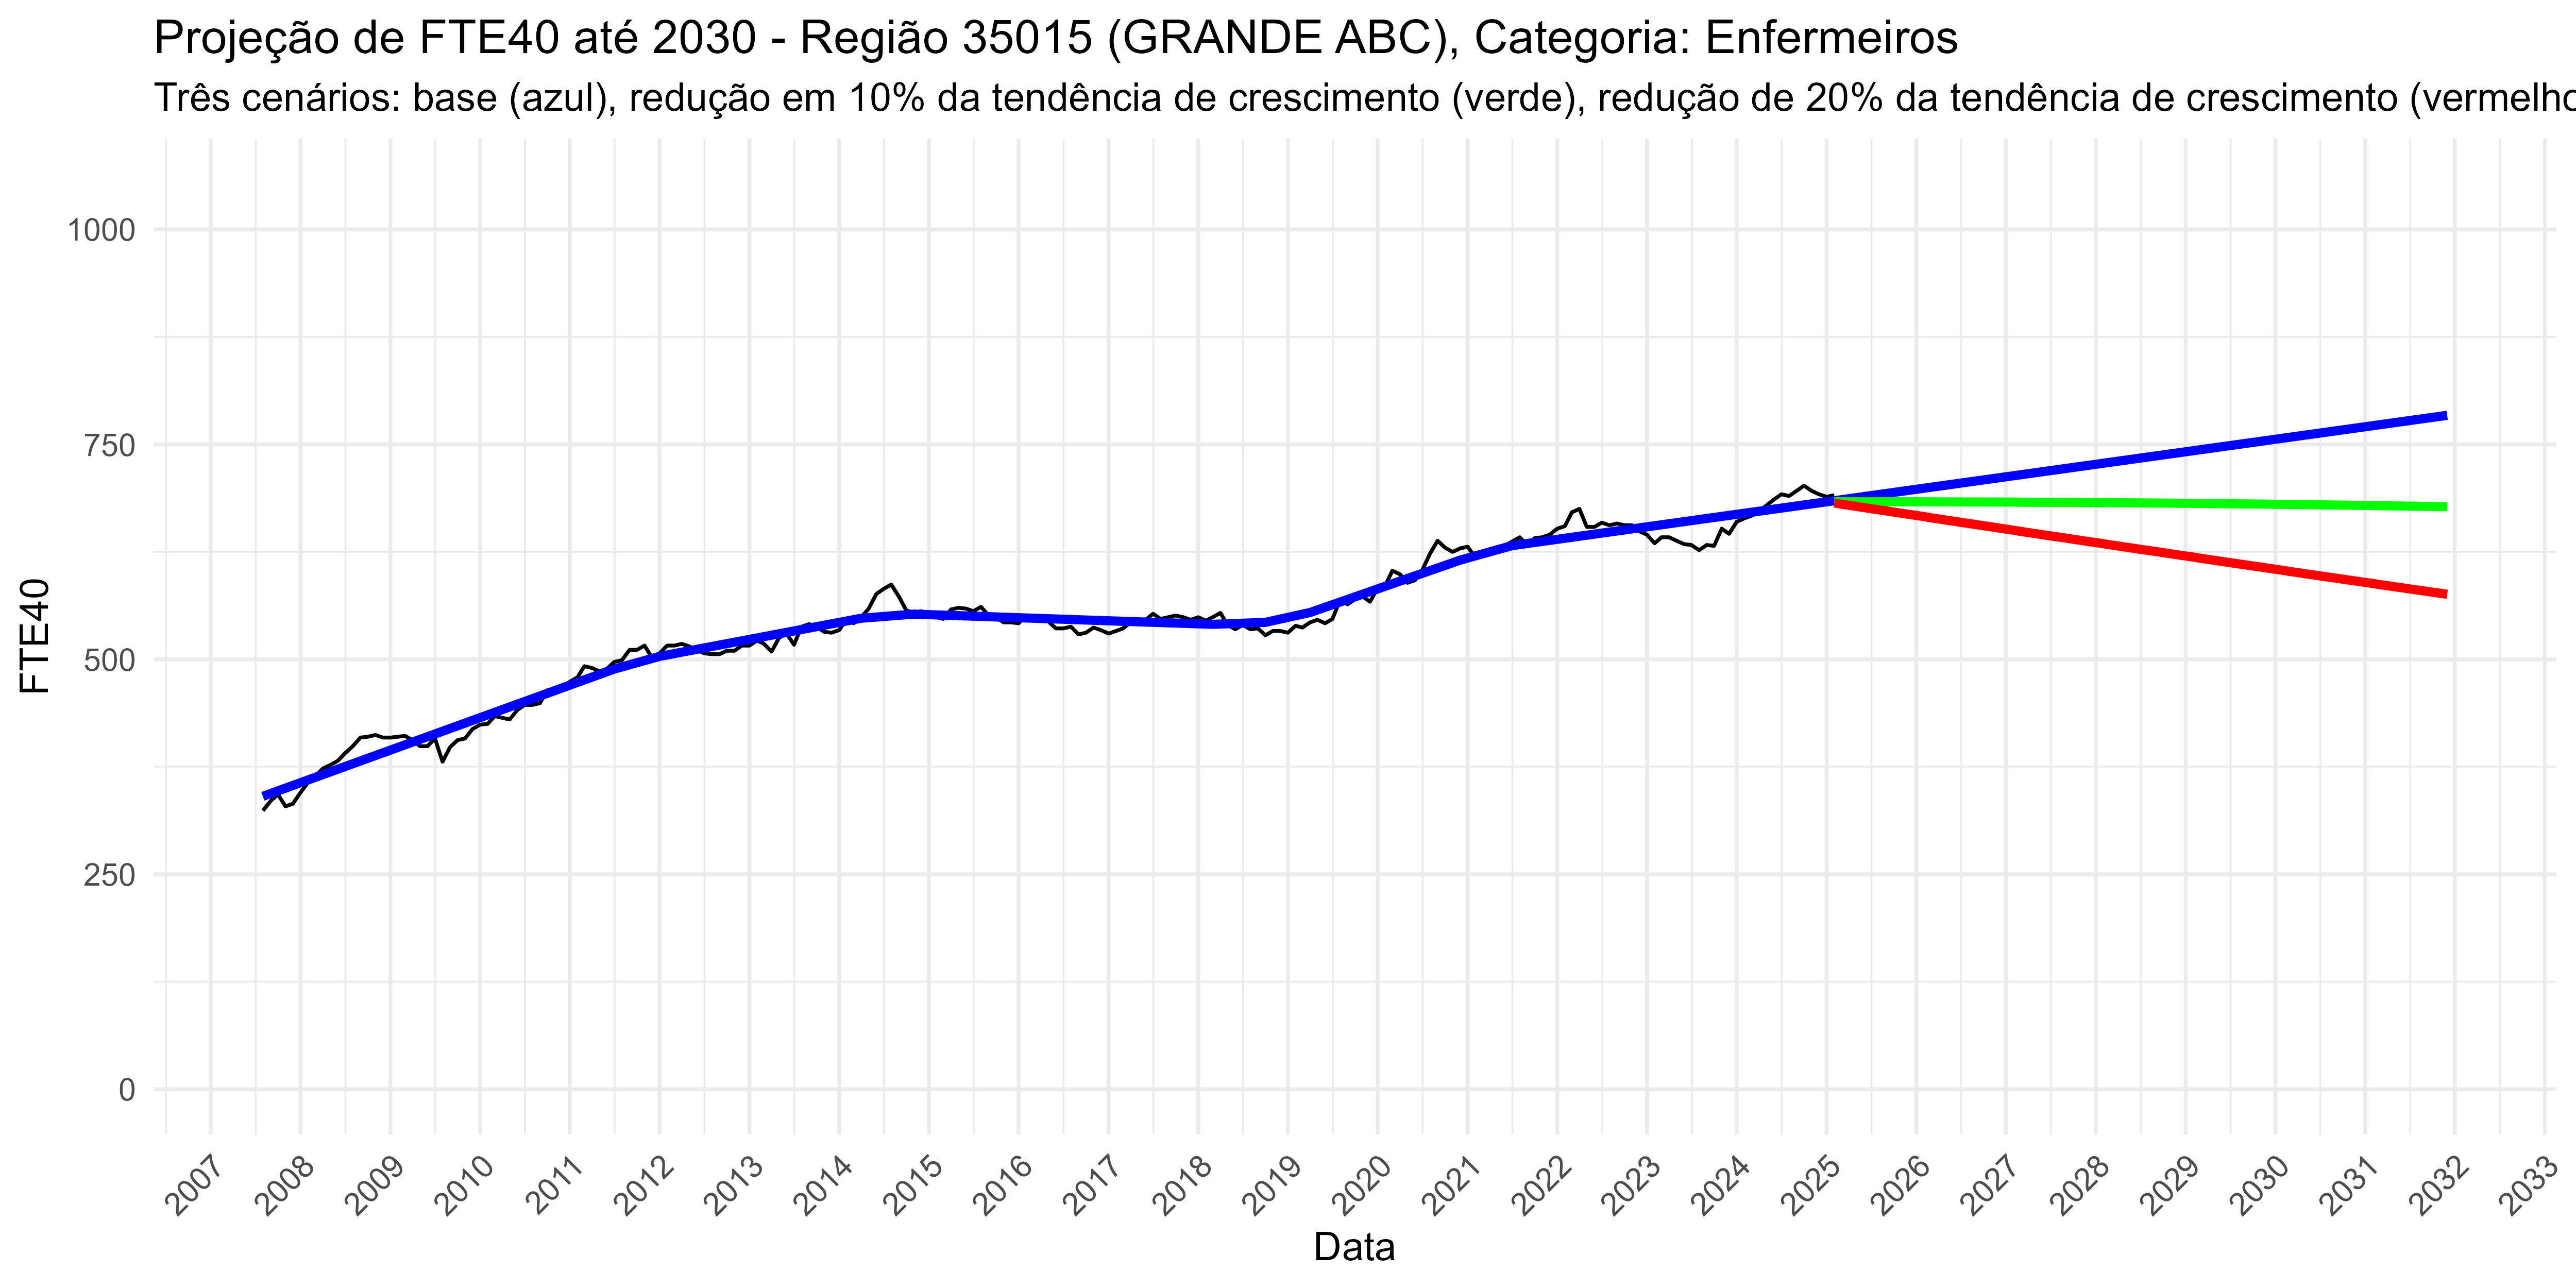 Projeção de FTE40 até 2030 - Região 35015 (GRANDE ABC), Categoria: Enfermeiros
Três cenários: base (azul), redução em 10% da tendência de crescimento (verde), redução de 20% da tendência de crescimento (vermelho
1000
750
500
250
0
FTE40
2007 2008 2009 2010 2011 2012 2013 2014 2015 2016 2017 2018 2019 2020 2021 2022 2023 2024 2025 2026 2027 2028 2029 2030 2031 2032 2033
Data